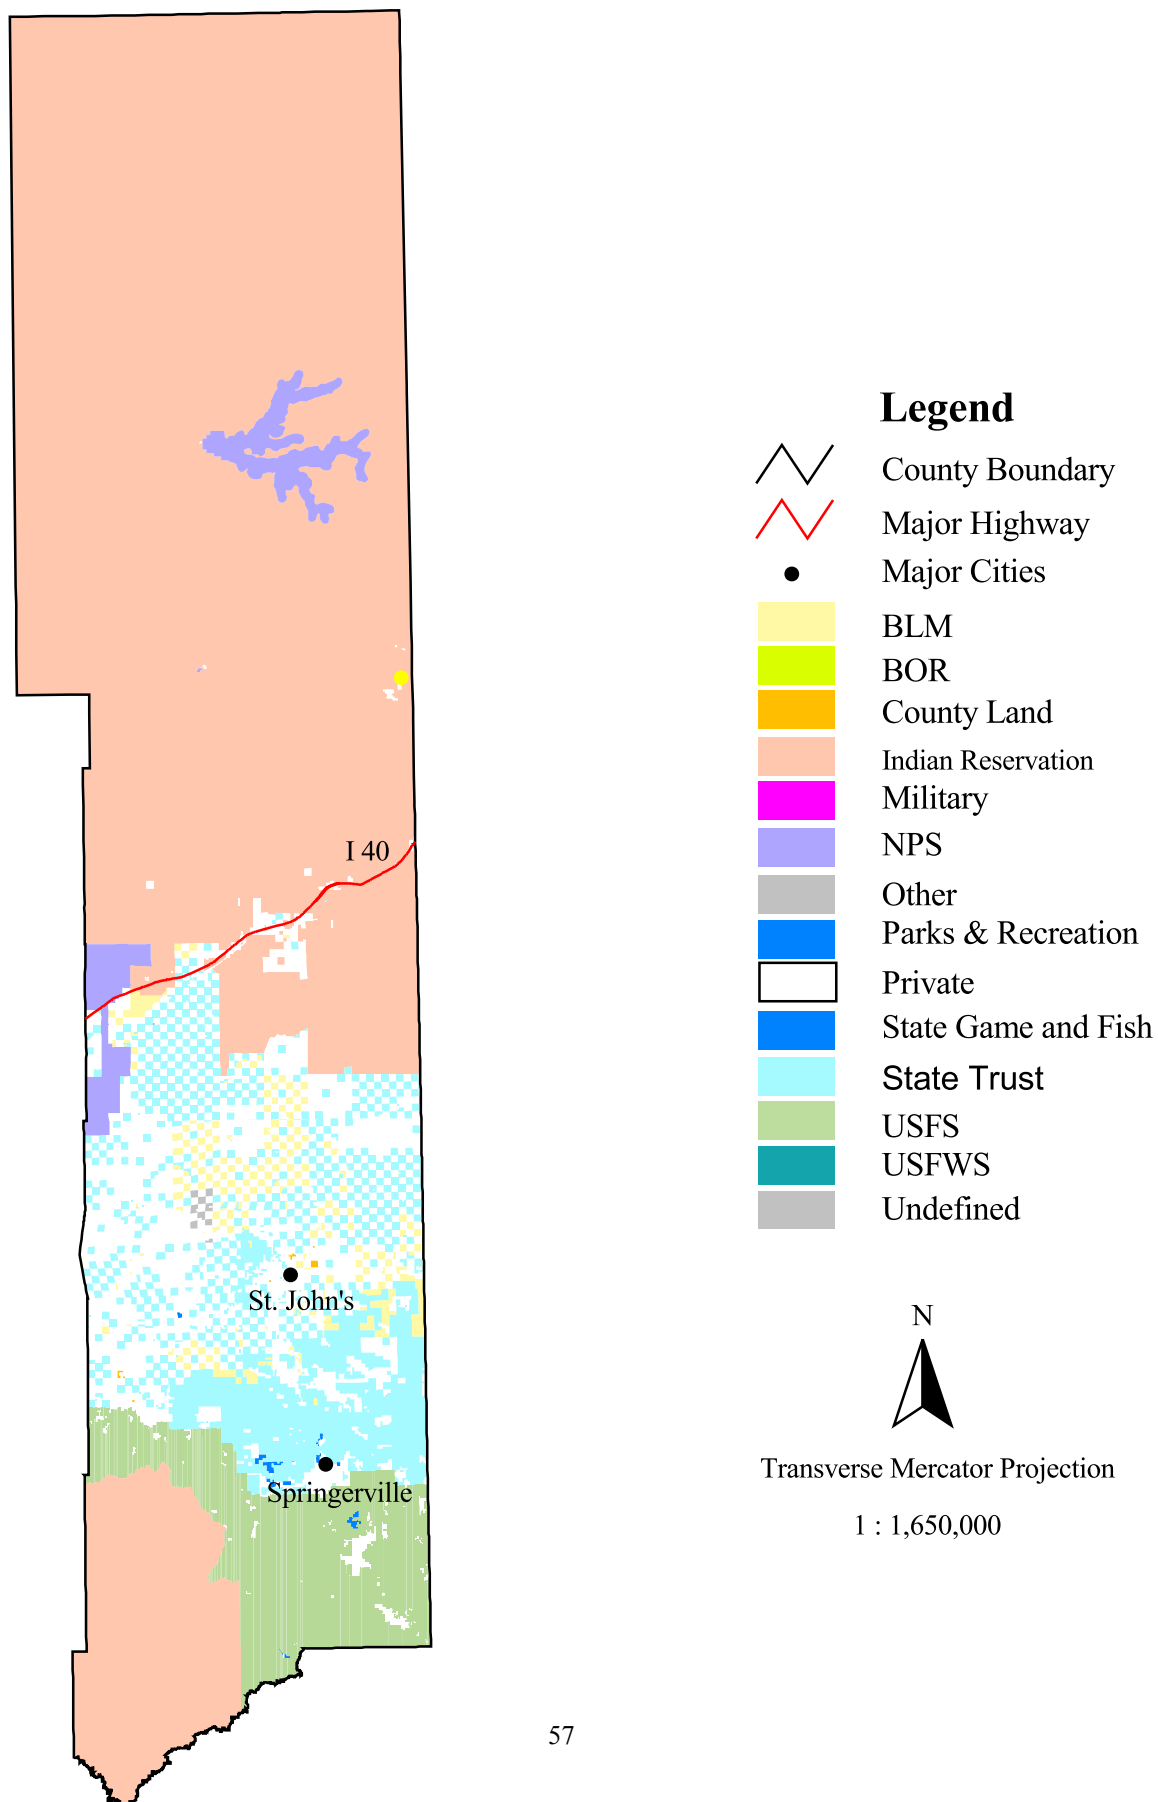 I 40
St. John's
Springerville
Legend
County Boundary
Major Highway
Major Cities
BLM
BOR
County Land
Indian Reservation
Military
NPS
Other
Parks & Recreation
Private
State Game and Fish
State Trust
USFS
USFWS
Undefined
N
Transverse Mercator Projection
1 : 1,650,000
57